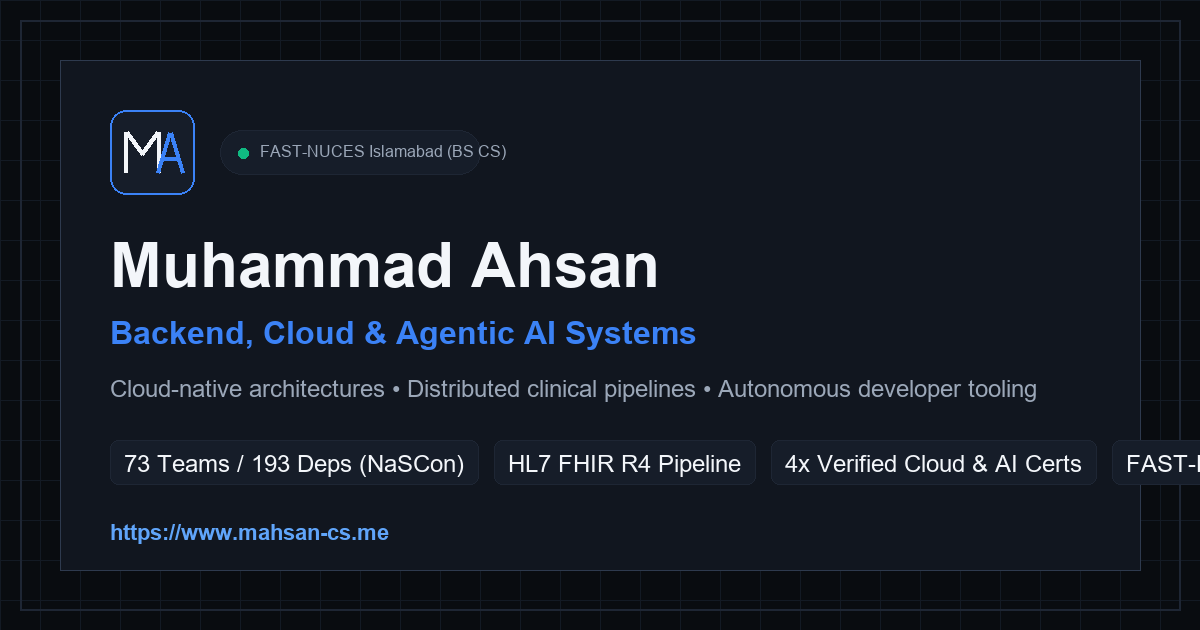 MA
FAST-NUCES Islamabad (BS CS)
Muhammad Ahsan
Backend, Cloud & Agentic AI Systems
Cloud-native architectures • Distributed clinical pipelines • Autonomous developer tooling
73 Teams / 193 Deps (NaSCon) HL7 FHIR R4 Pipeline 4x Verified Cloud & AI Certs FAST-
https://www.mahsan-cs.me